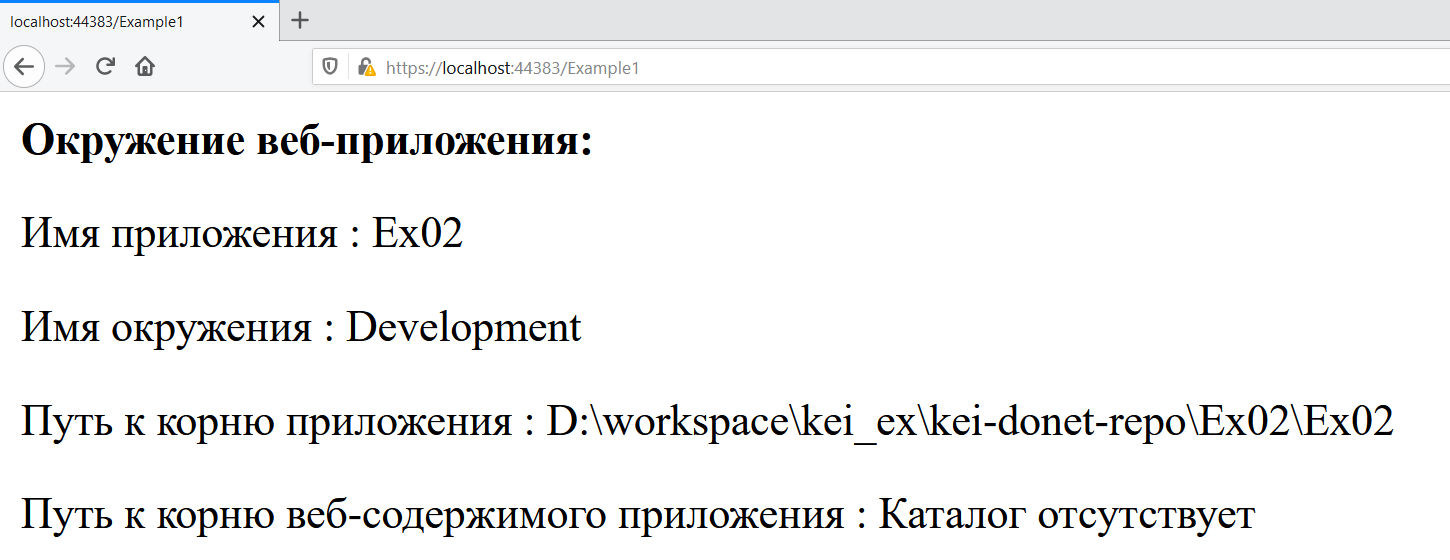 localhost:44383/Example1
https://localhost:44383/Example1
Окружение веб-приложения:
Имя приложения : Ex02
Имя окружения : Development
Путь к корню приложения : D:\workspace\kei_ex\kei-donet-repo\Ex02\Ex02
Путь к корню веб-содержимого приложения : Каталог отсутствует